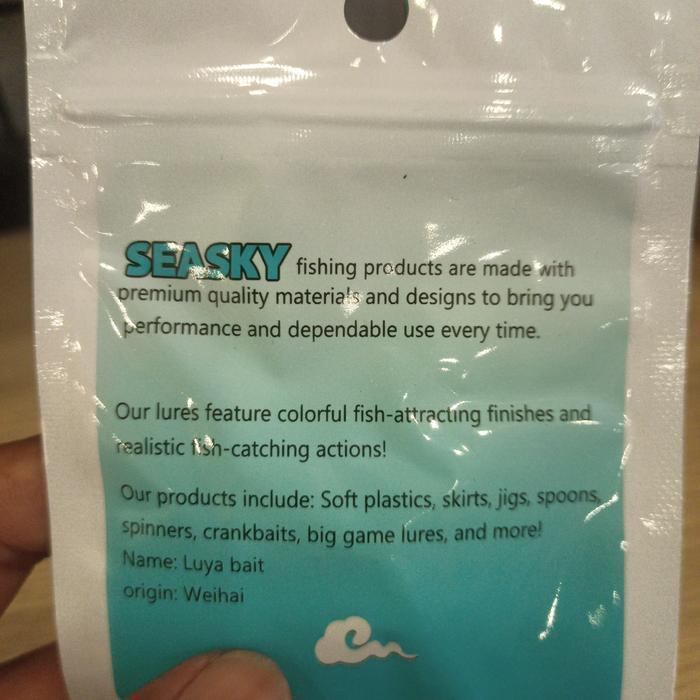 SEASKY fishing products are made with
premium quality materials and designs to bring you
performance and dependable use every time.
Our lures feature colorful fish-attracting finishes and
realistic fish-catching actions!
Our products include: Soft plastics, skirts, jigs, spoons,
spinners, crankbaits, big game lures, and more!
Name: Luya bait
origin: Weihai